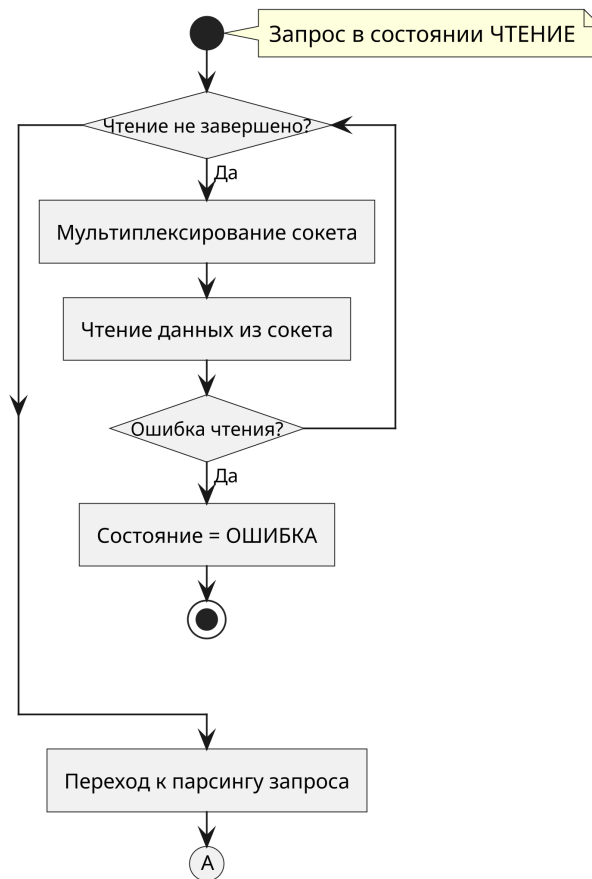 Запрос в состоянии ЧТЕНИЕ
Чтение не завершено?
Да
Мультиплексирование сокета
Чтение данных из сокета
Ошибка чтения?
Да
Состояние = ОШИБКА
Переход к парсингу запроса
A